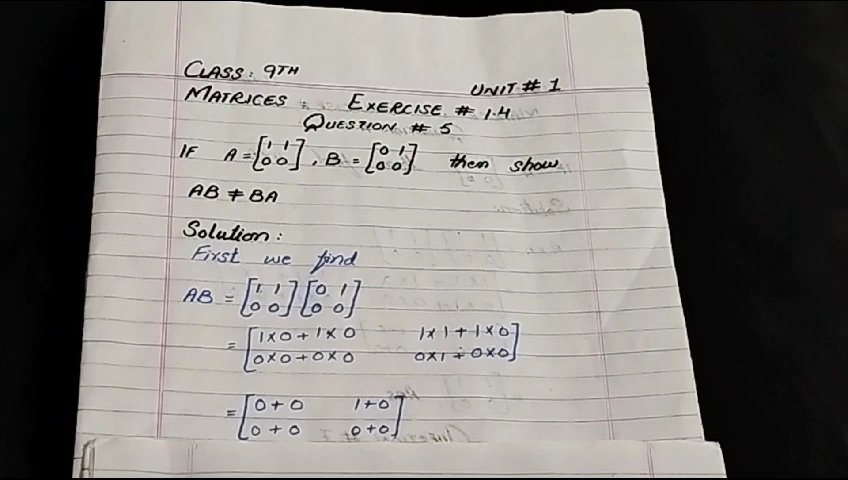 CLASS: 9TH
UNIT # 1
MATRICES EXERCISE # 1.4
QUESTION # 5
IF A = [1 1
0 0], B = [0 1
0 0] then show
AB ≠ BA
Solution:
First we find
AB = [1 1
0 0] [0 1
0 0]
= [1×0+1×0 1×1+1×0
0×0+0×0 0×1+0×0]
= [0+0 1+0
0+0 0+0]